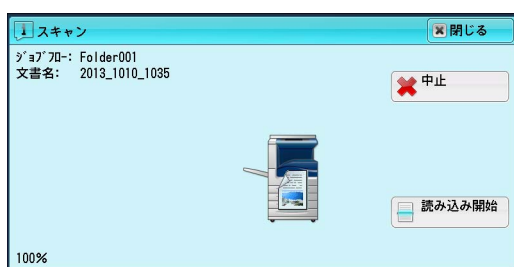 スキャン
閉じる
ｼﾞｮﾌﾞﾌﾛｰ: Folder001
文書名: 2013_1010_1035
中止
読み込み開始
100%